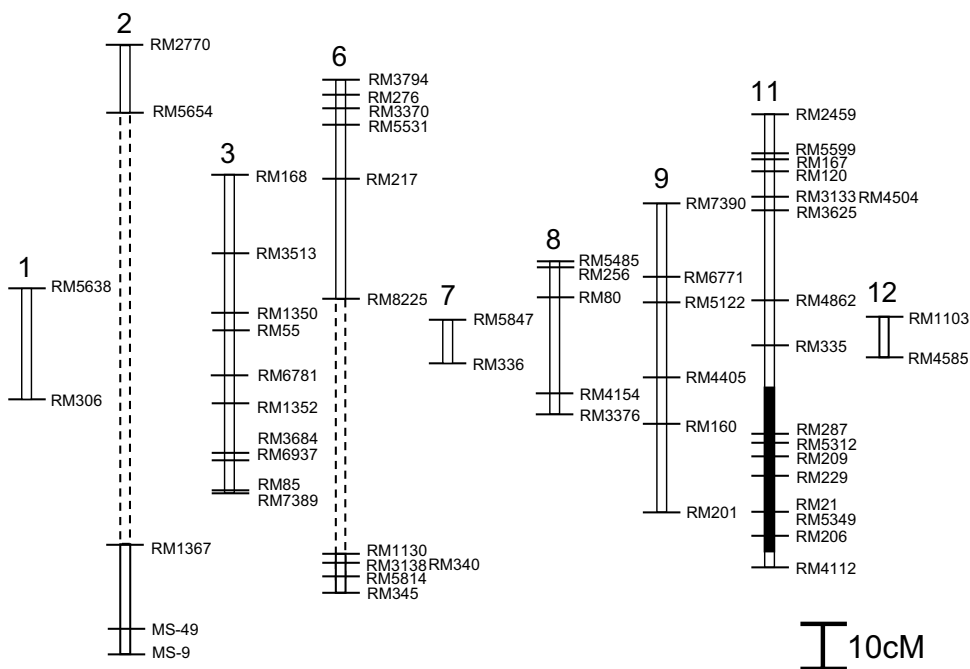 1
RM5638
RM306
2
RM2770
RM5654
RM1367
MS-49
MS-9
3
RM168
RM3513
RM1350
RM55
RM6781
RM1352
RM3684
RM6937
RM85
RM7389
6
RM3794
RM276
RM3370
RM5531
RM217
RM8225
RM1130
RM3138 RM340
RM5814
RM345
7
RM5847
RM336
8
RM5485
RM256
RM80
RM4154
RM3376
9
RM7390
RM6771
RM5122
RM4405
RM160
RM201
11
RM2459
RM5599
RM167
RM120
RM3133 RM4504
RM3625
RM4862
RM335
RM287
RM5312
RM209
RM229
RM21
RM5349
RM206
RM4112
12
RM1103
RM4585
10cM